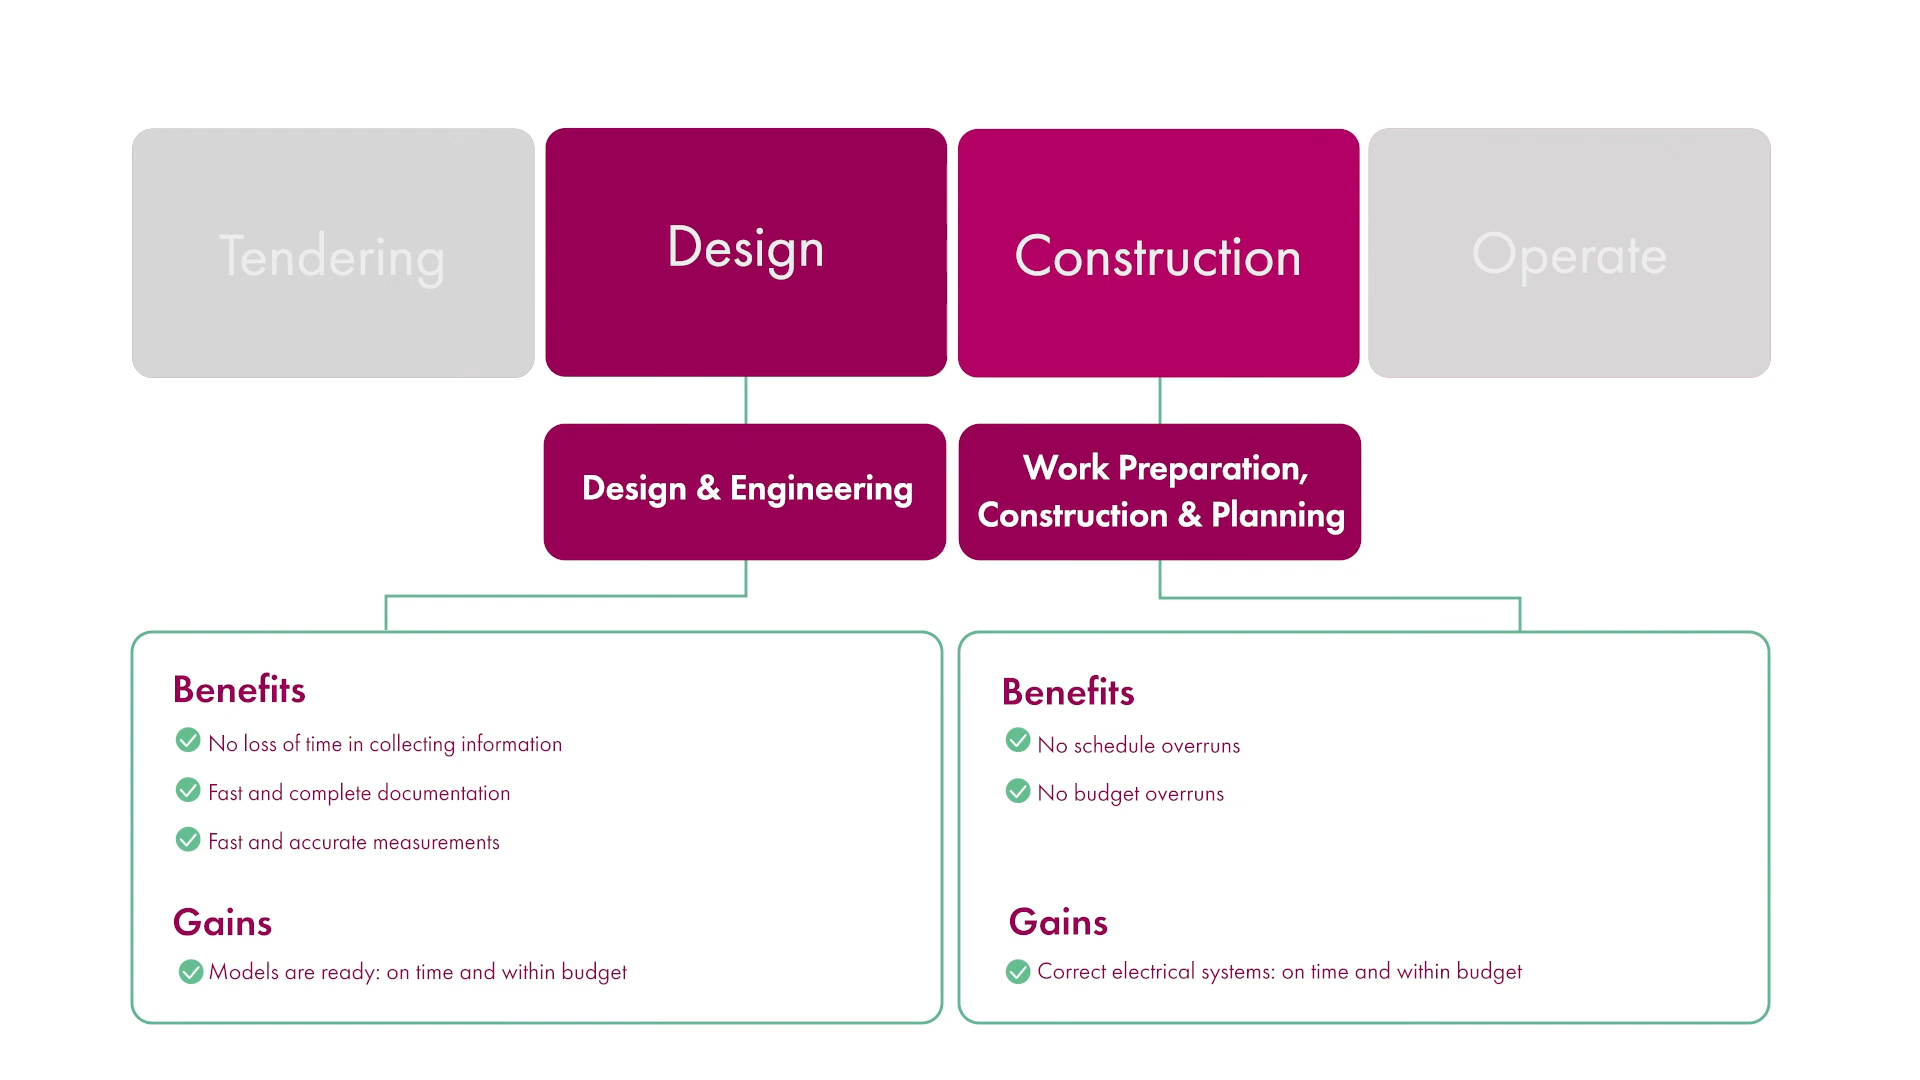 Tendering
Design
Construction
Operate
Design & Engineering
Work Preparation,
Construction & Planning
Benefits
No loss of time in collecting information
Fast and complete documentation
Fast and accurate measurements
Gains
Models are ready: on time and within budget
Benefits
No schedule overruns
No budget overruns
Gains
Correct electrical systems: on time and within budget